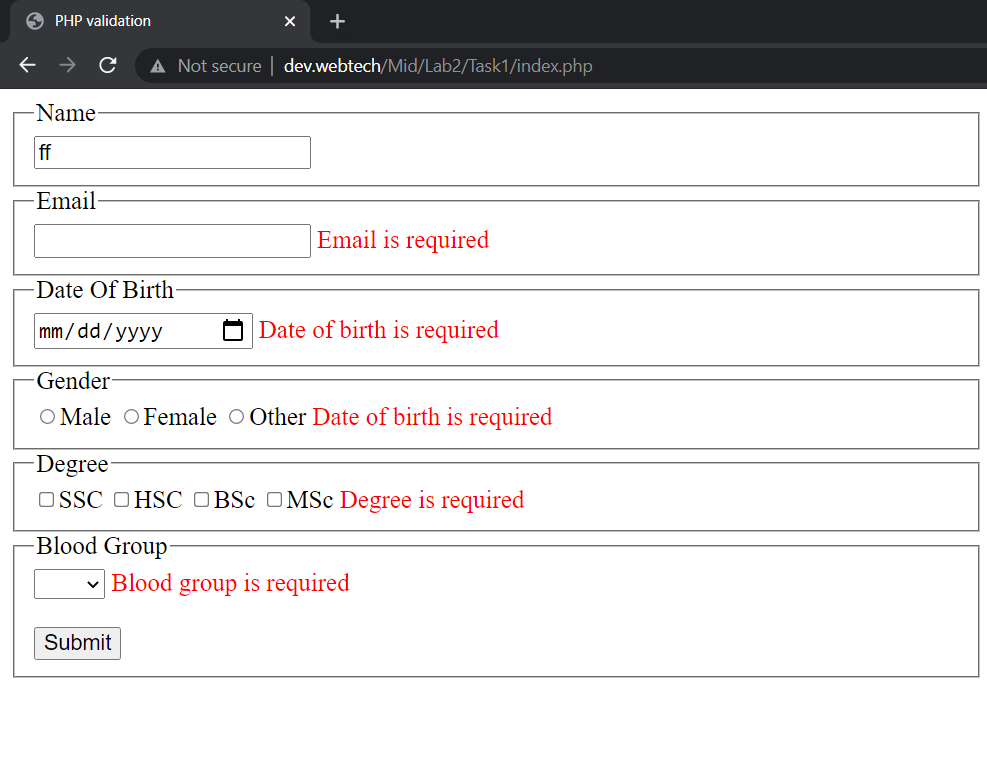 PHP validation
Not secure | dev.webtech/Mid/Lab2/Task1/index.php
Name
ff
Email
Email is required
Date Of Birth
mm/dd/yyyy Date of birth is required
Gender
Male Female Other Date of birth is required
Degree
SSC HSC BSc MSc Degree is required
Blood Group
Blood group is required
Submit